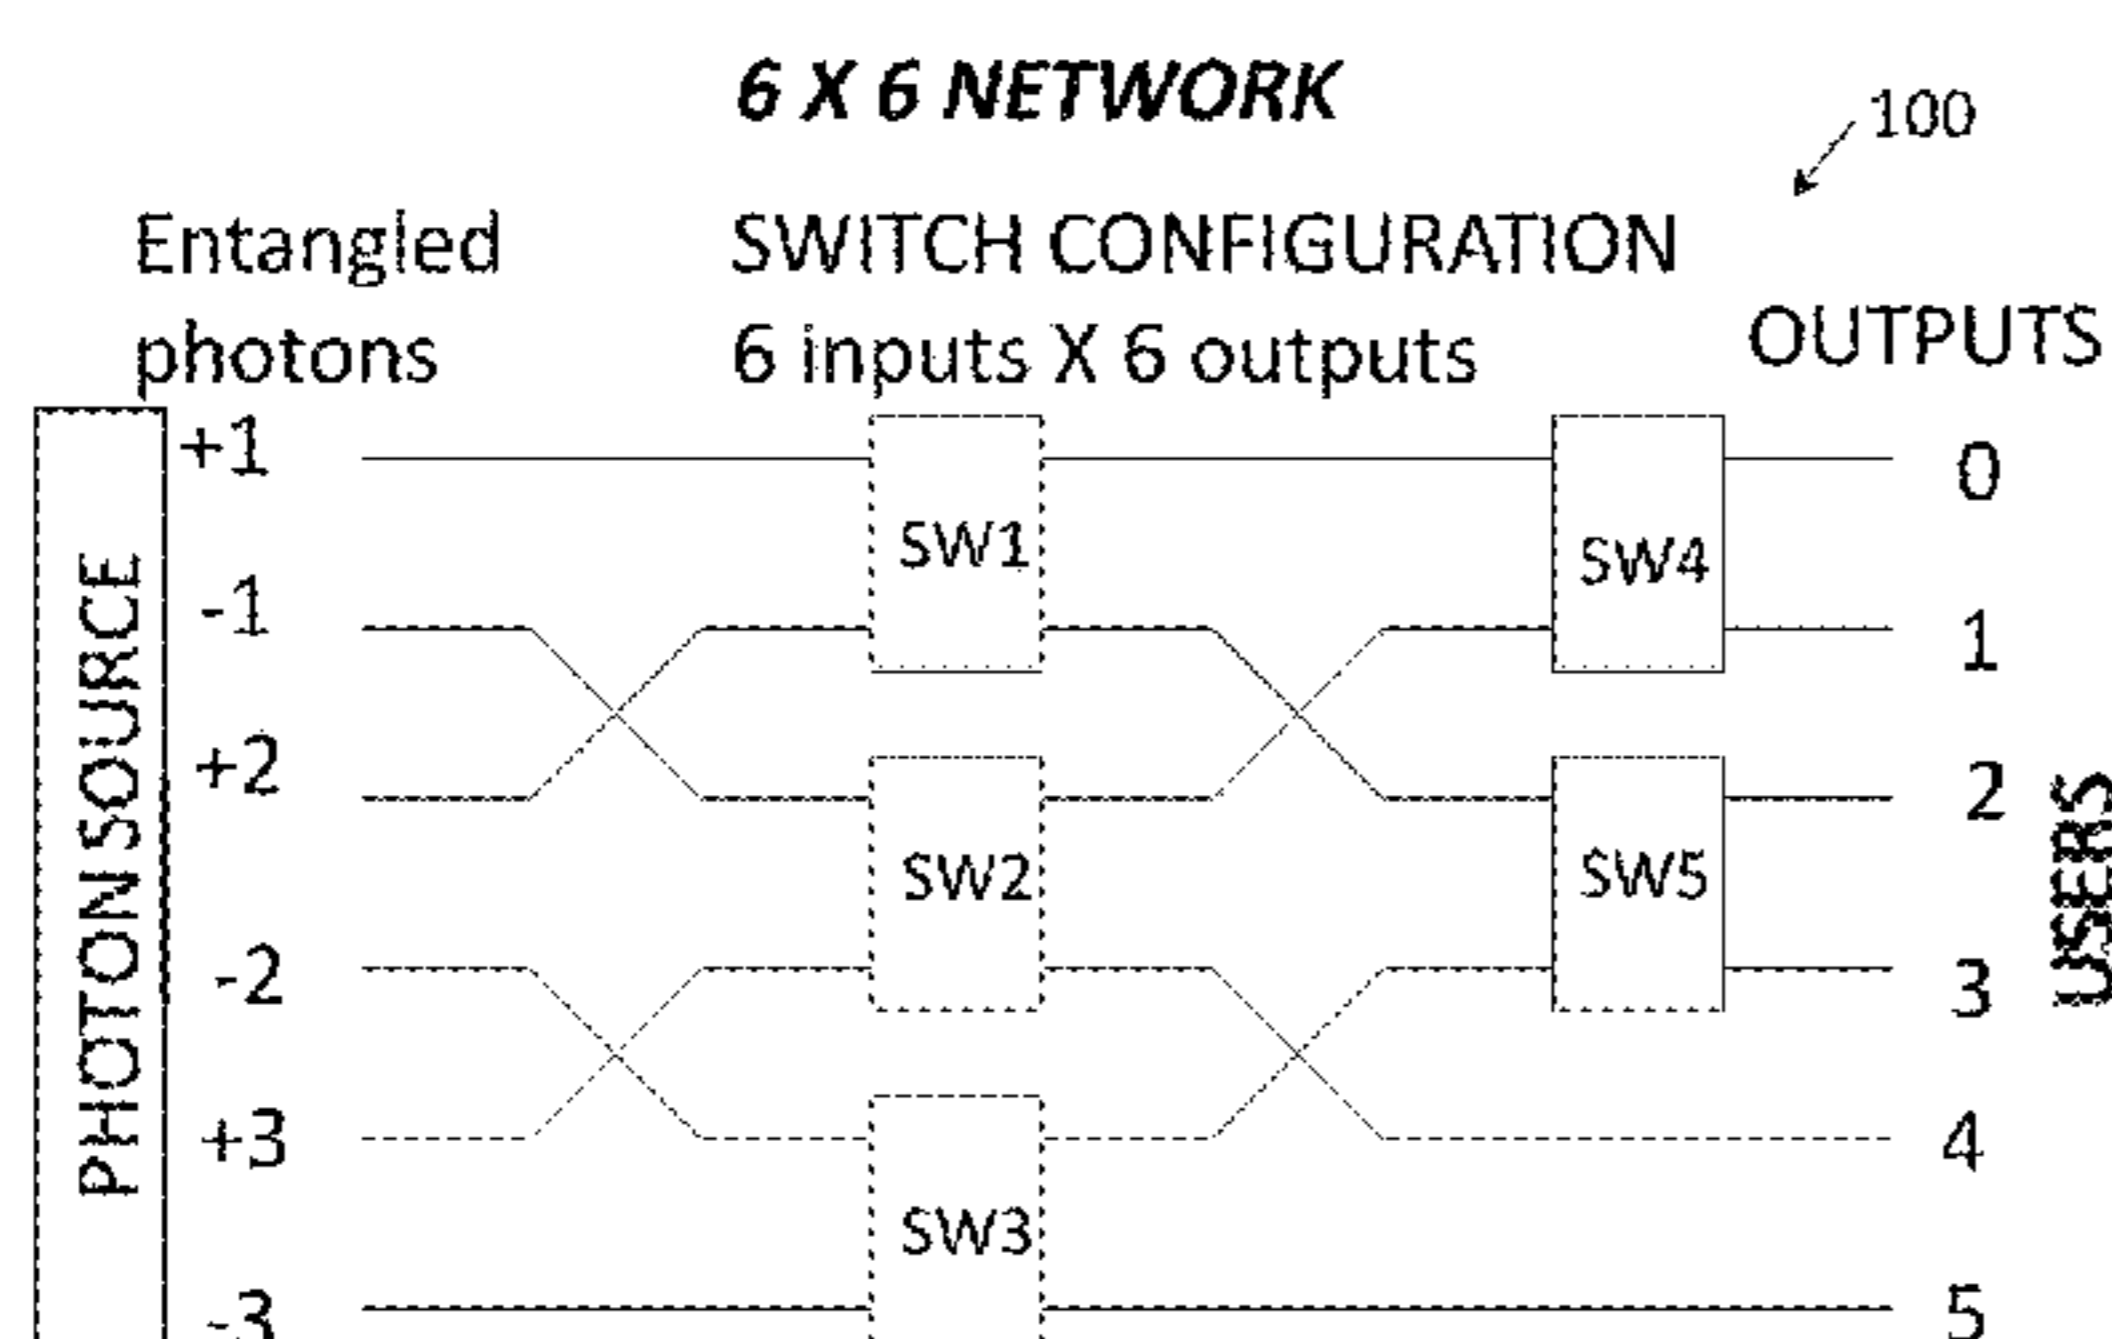 6 X 6 NETWORK
100
Entangled
photons
SWITCH CONFIGURATION
6 inputs X 6 outputs
OUTPUTS
PHOTON SOURCE
+1
-1
+2
-2
+3
-3
SW1
SW2
SW3
SW4
SW5
0
1
2
3
4
5
USERS